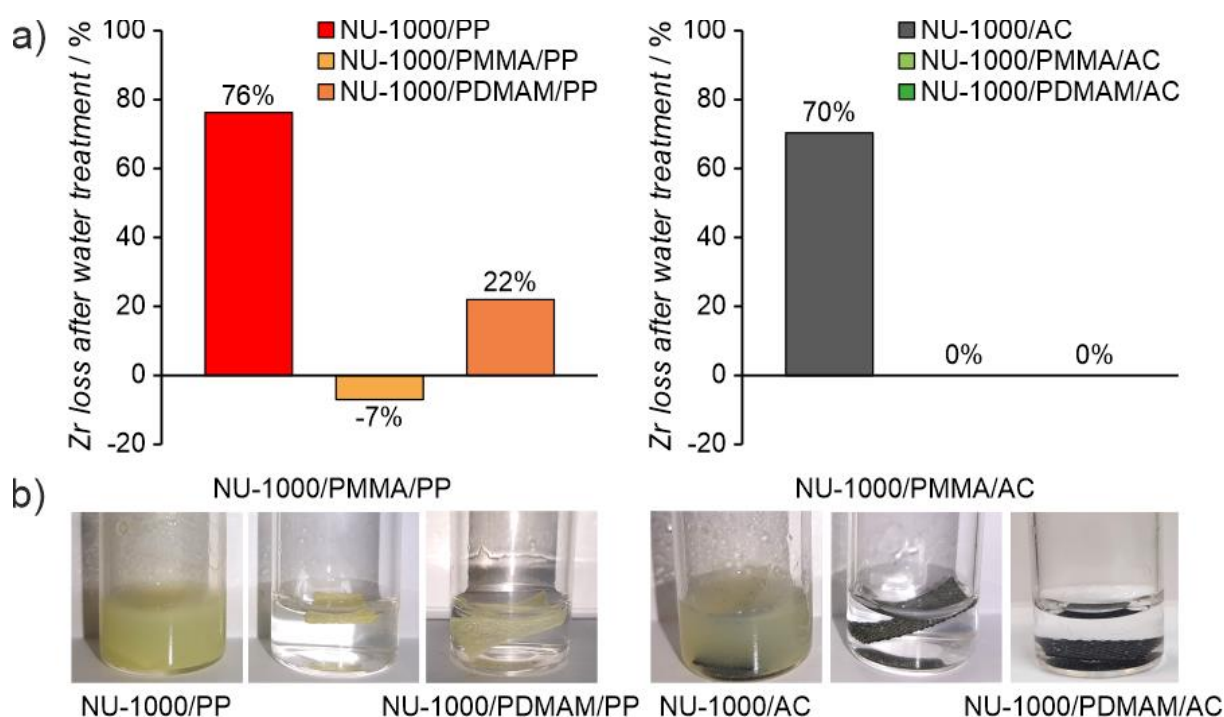 a)
Zr loss after water treatment / %
100
80
60
40
20
0
-20
NU-1000/PP
NU-1000/PMMA/PP
NU-1000/PDMAM/PP
76%
-7%
22%
Zr loss after water treatment / %
100
80
60
40
20
0
-20
NU-1000/AC
NU-1000/PMMA/AC
NU-1000/PDMAM/AC
70%
0%
0%
b)
NU-1000/PMMA/PP
NU-1000/PMMA/AC
NU-1000/PP
NU-1000/PDMAM/PP
NU-1000/AC
NU-1000/PDMAM/AC